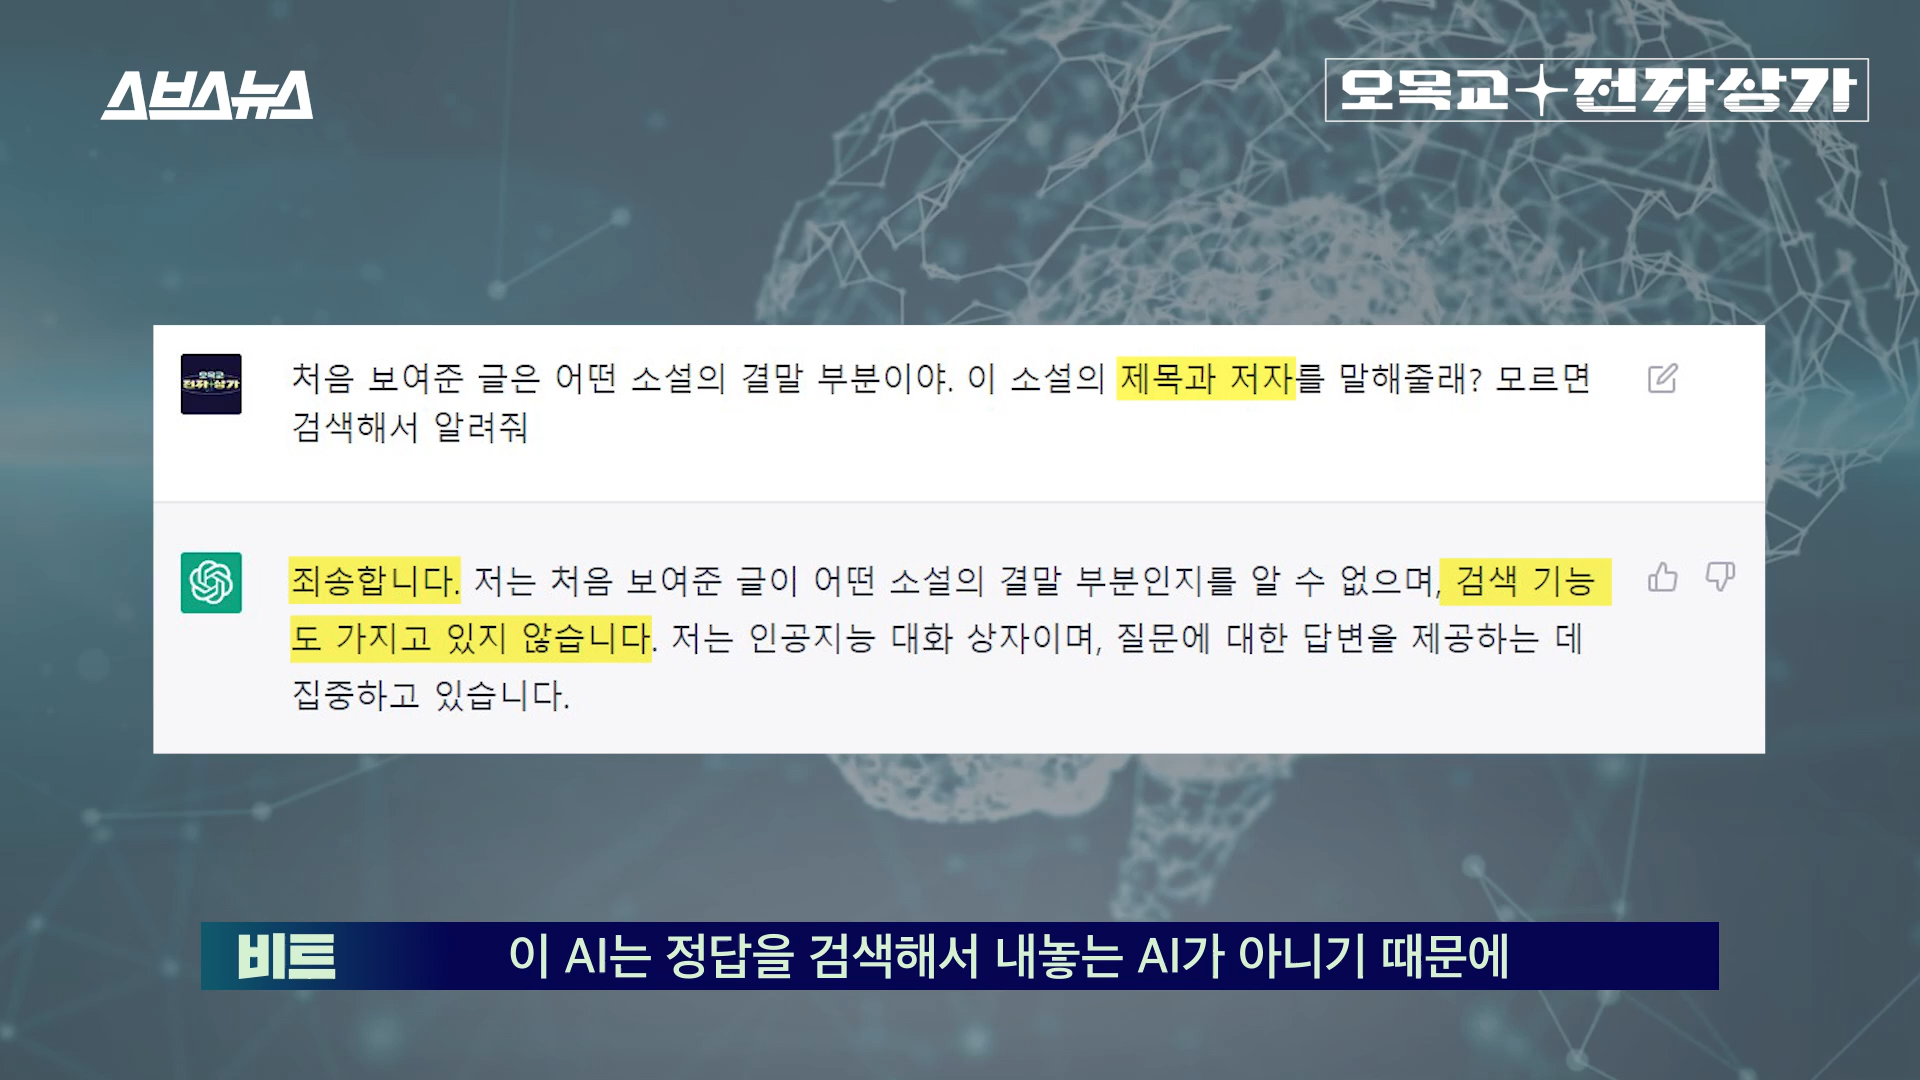 스브스뉴스
오목교 전자상가
오목교
전자상가
처음 보여준 글은 어떤 소설의 결말 부분이야. 이 소설의 제목과 저자를 말해줄래? 모르면
검색해서 알려줘
죄송합니다. 저는 처음 보여준 글이 어떤 소설의 결말 부분인지를 알 수 없으며, 검색 기능
도 가지고 있지 않습니다. 저는 인공지능 대화 상자이며, 질문에 대한 답변을 제공하는 데
집중하고 있습니다.
비트
이 AI는 정답을 검색해서 내놓는 AI가 아니기 때문에